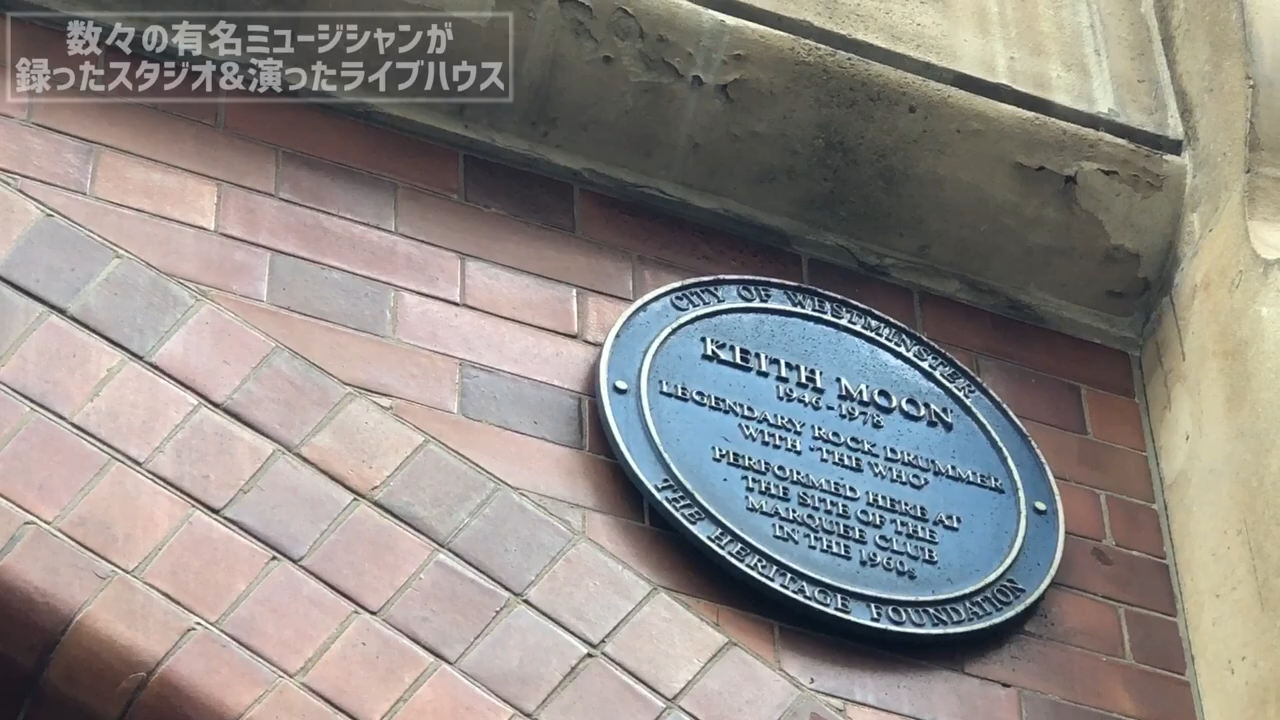 数々の有名ミュージシャンが
録ったスタジオ&演ったライブハウス
CITY OF WESTMINSTER
KEITH MOON
1946-1978
LEGENDARY ROCK DRUMMER
WITH 'THE WHO'
PERFORMED HERE AT
THE SITE OF THE
MARQUEE CLUB
IN THE 1960s
THE HERITAGE FOUNDATION